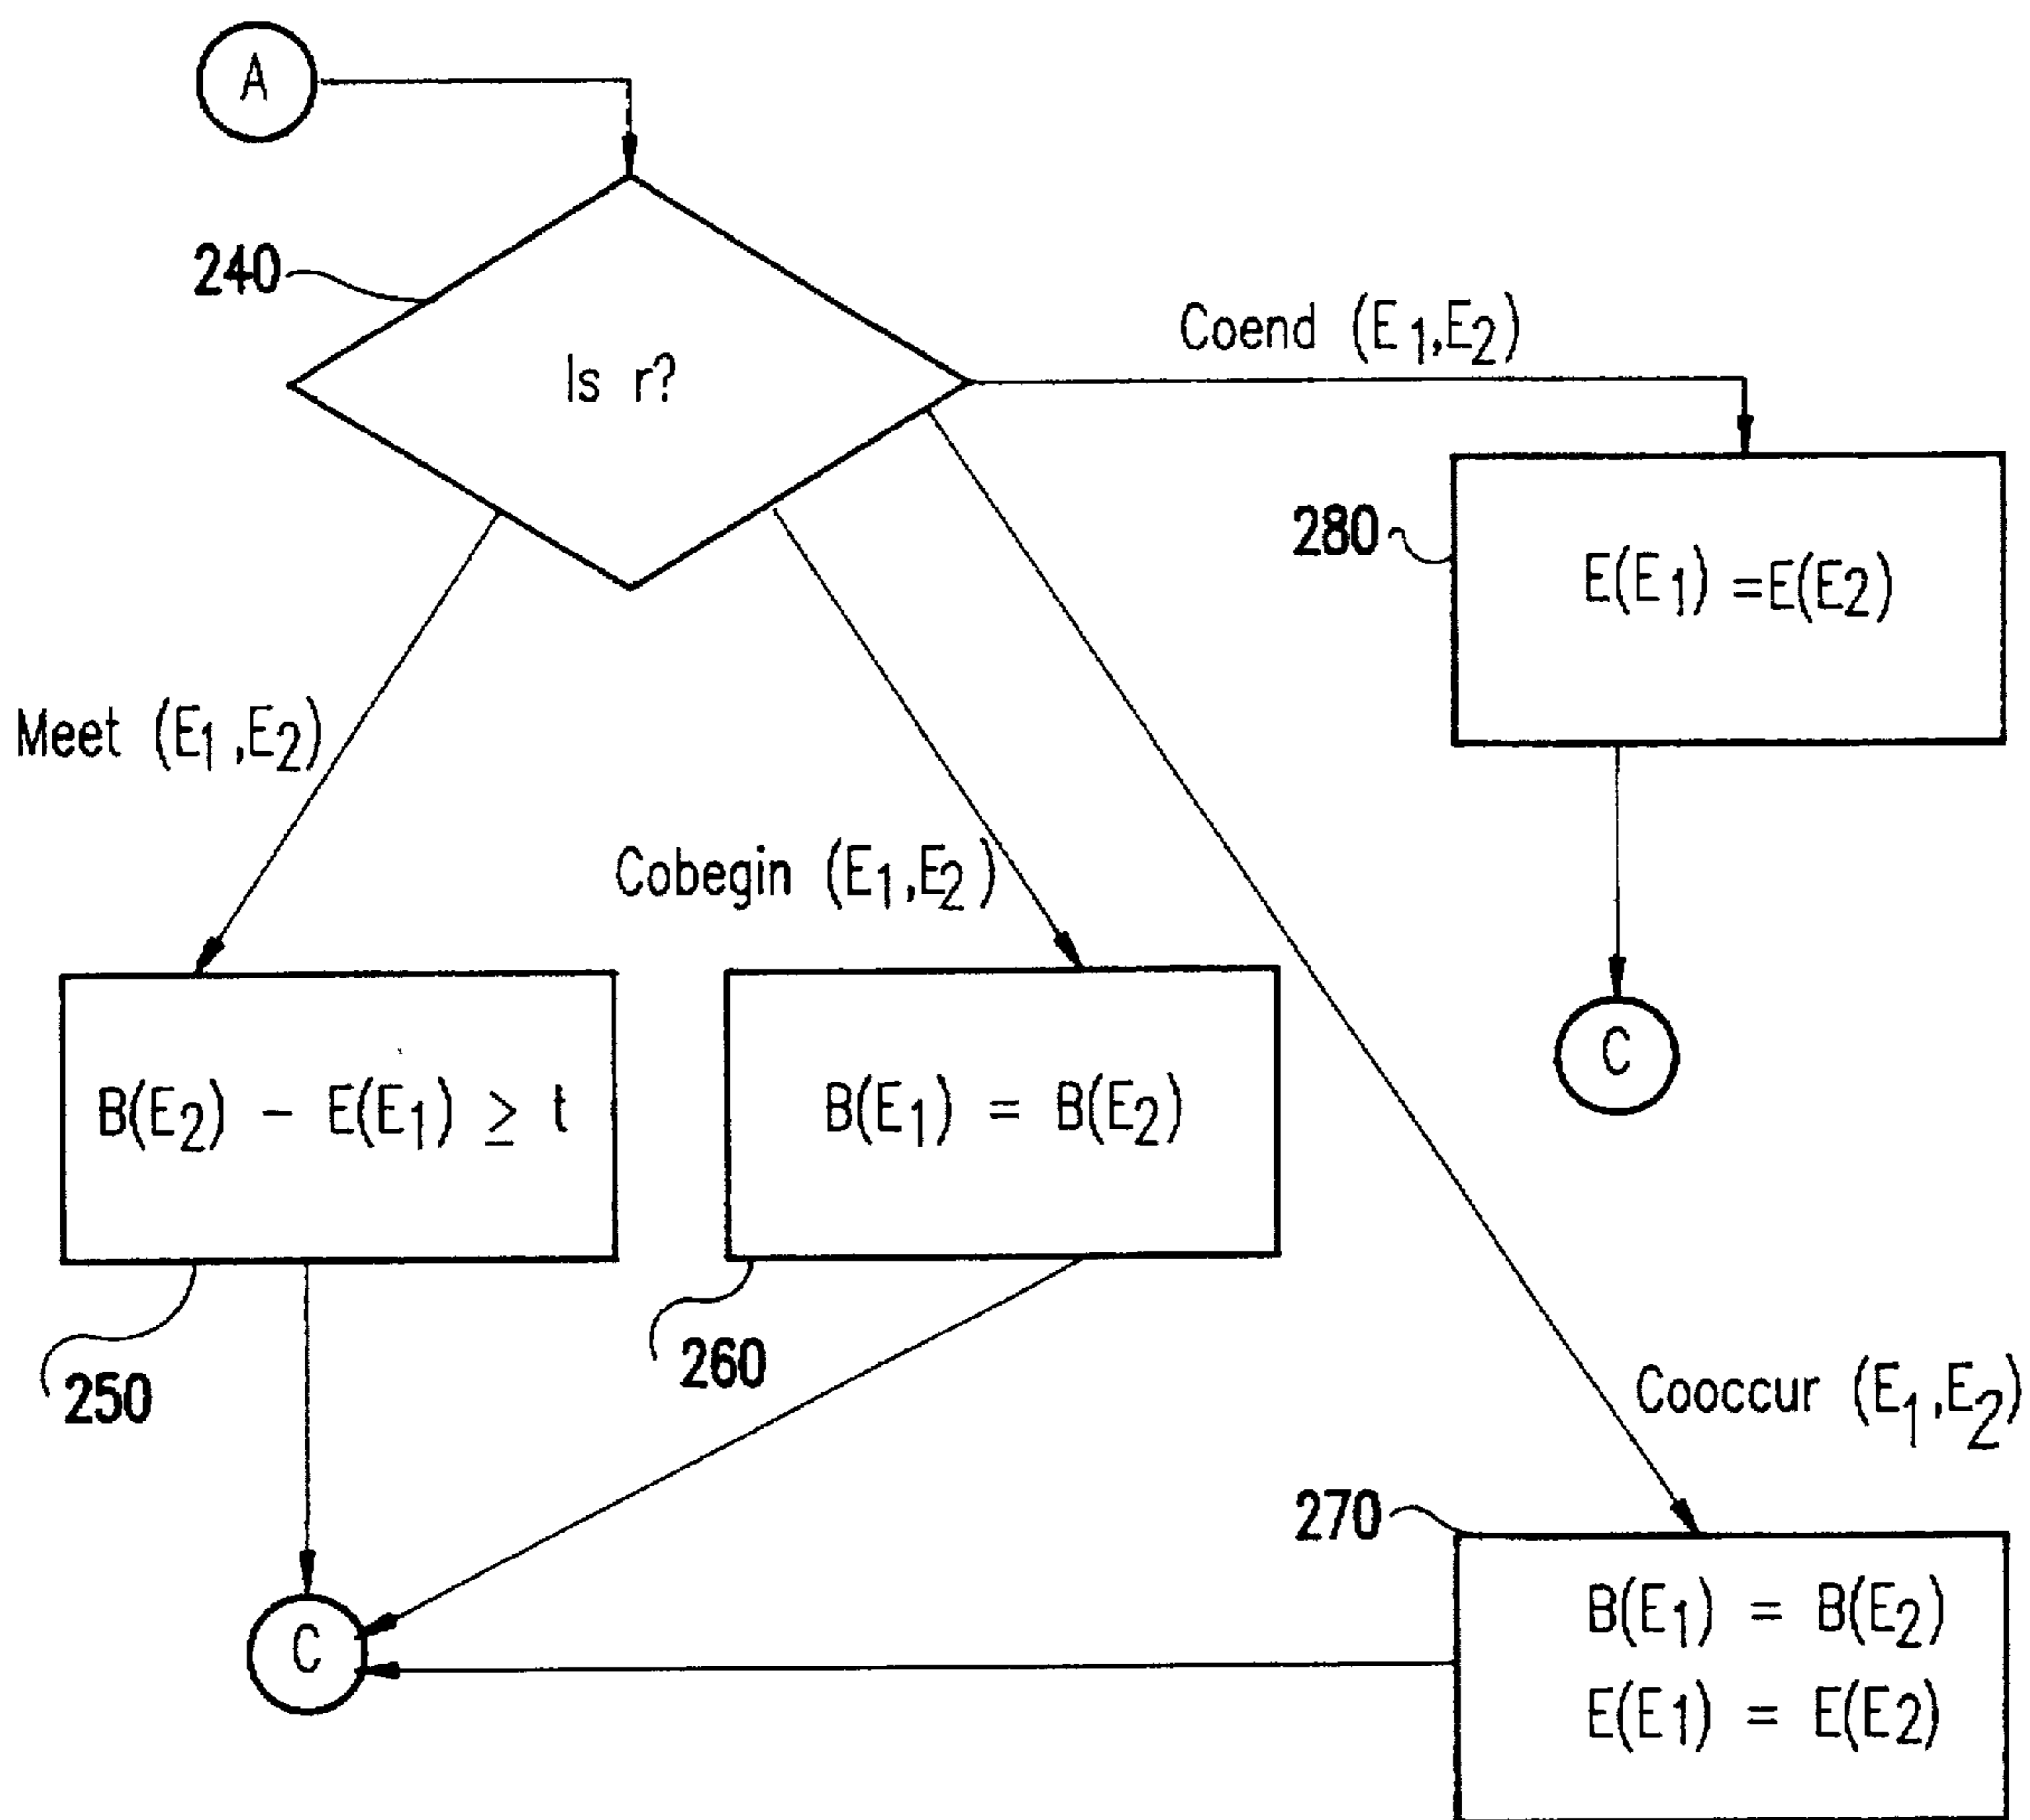 A
240
Is r?
Coend (E1,E2)
280
E(E1) =E(E2)
Meet (E1,E2)
Cobegin (E1,E2)
C
B(E2) – E(E1) ≥ t
B(E1) = B(E2)
250
260
Cooccur (E1,E2)
270
C
B(E1) = B(E2)
E(E1) = E(E2)